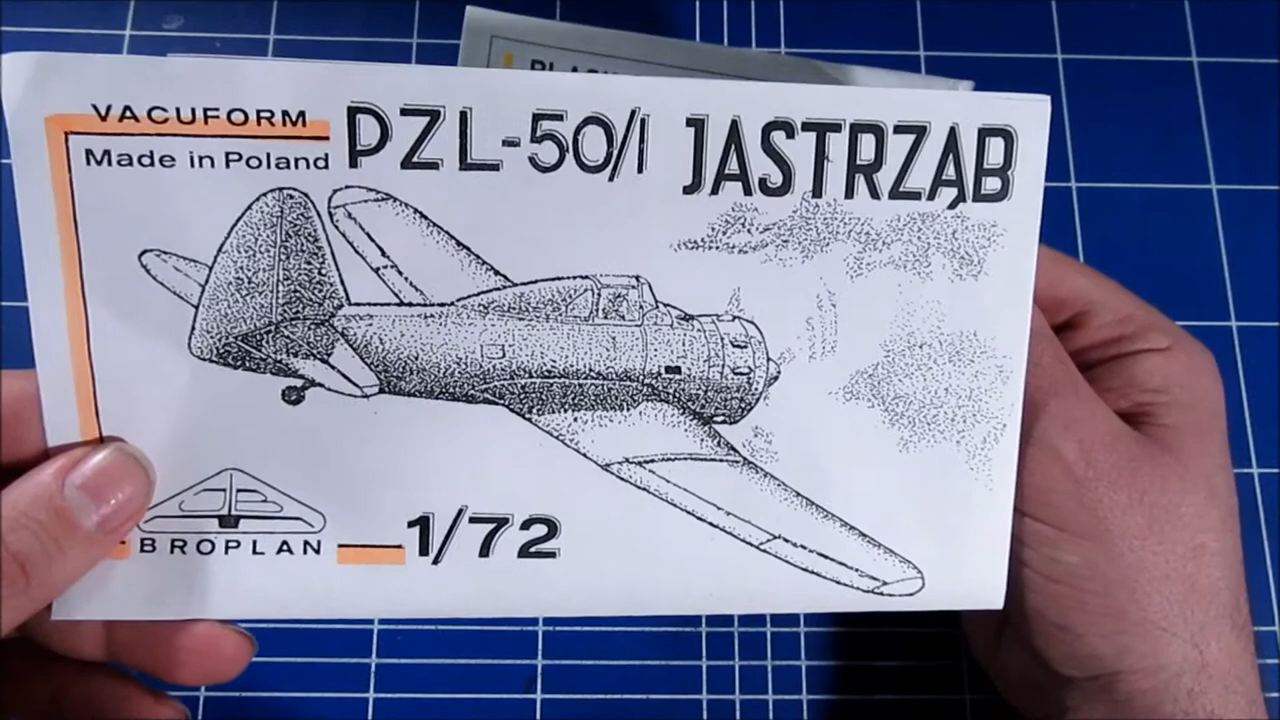 VACUFORM
Made in Poland
PZL-50/I JASTRZĄB
BROPLAN
1/72